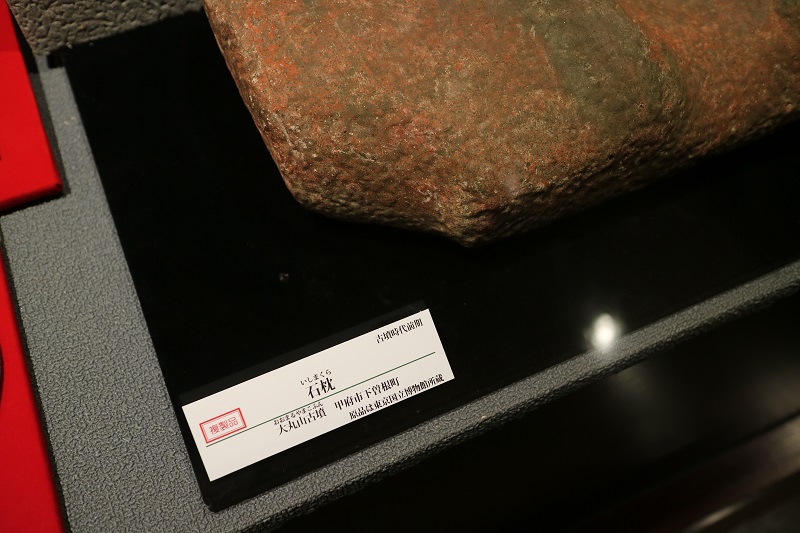 古墳時代前期
いしまくら
石枕
複製品
おおまるやまこふん
大丸山古墳　甲府市下曽根町
原品は東京国立博物館所蔵